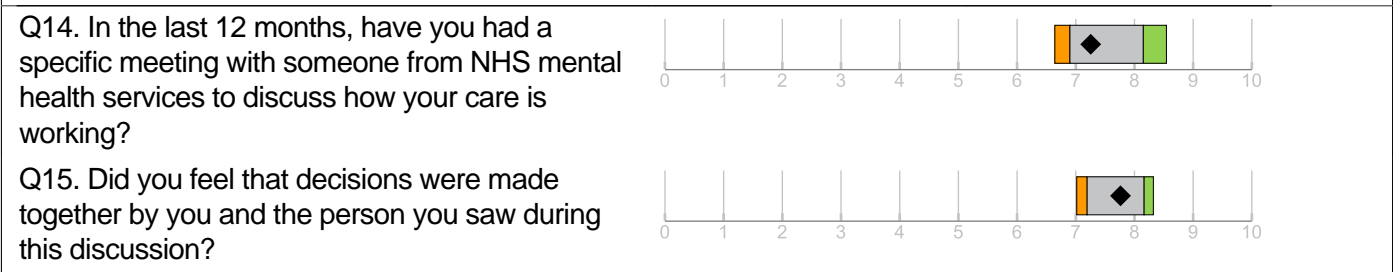 Q14. In the last 12 months, have you had a
specific meeting with someone from NHS mental
health services to discuss how your care is
working?
0 1 2 3 4 5 6 7 8 9 10
Q15. Did you feel that decisions were made
together by you and the person you saw during
this discussion?
0 1 2 3 4 5 6 7 8 9 10